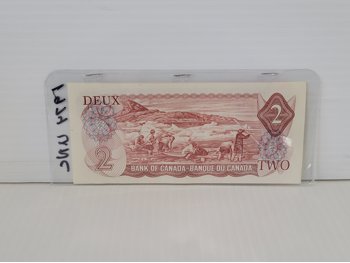 DEUX
2
2
BANK OF CANADA - BANQUE DU CANADA
TWO
1974 UNC